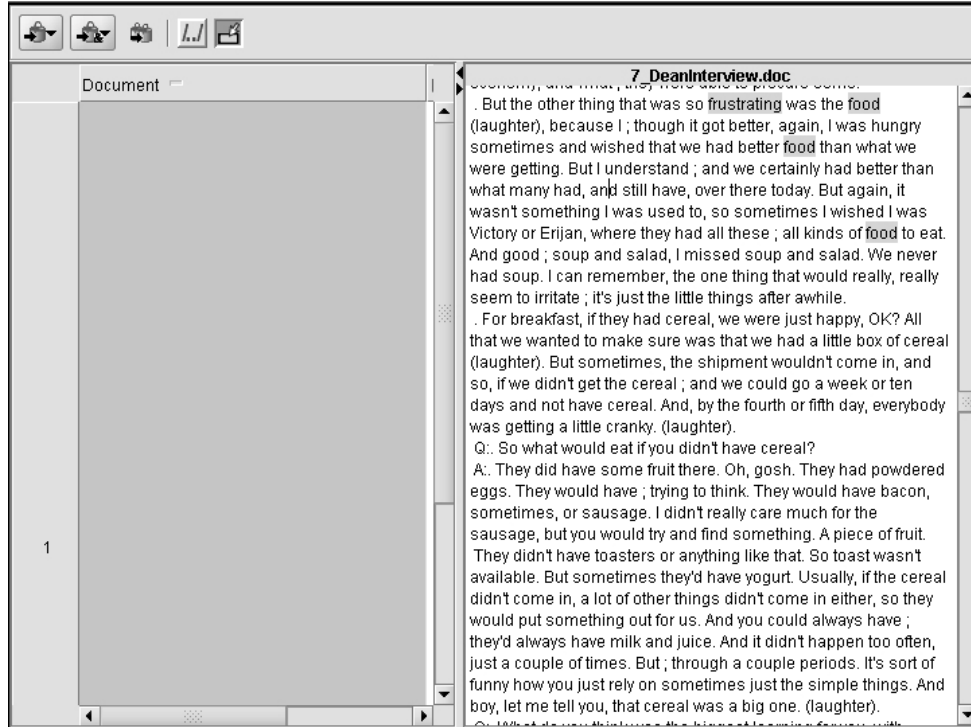 /../
Document
7_DeanInterview.doc
. But the other thing that was so frustrating was the food
(laughter), because I ; though it got better, again, I was hungry
sometimes and wished that we had better food than what we
were getting. But I understand ; and we certainly had better than
what many had, and still have, over there today. But again, it
wasn't something I was used to, so sometimes I wished I was
Victory or Erijan, where they had all these ; all kinds of food to eat.
And good ; soup and salad, I missed soup and salad. We never
had soup. I can remember, the one thing that would really, really
seem to irritate ; it's just the little things after awhile.
. For breakfast, if they had cereal, we were just happy, OK? All
that we wanted to make sure was that we had a little box of cereal
(laughter). But sometimes, the shipment wouldn't come in, and
so, if we didn't get the cereal ; and we could go a week or ten
days and not have cereal. And, by the fourth or fifth day, everybody
was getting a little cranky. (laughter).
Q:. So what would eat if you didn't have cereal?
A:. They did have some fruit there. Oh, gosh. They had powdered
eggs. They would have ; trying to think. They would have bacon,
sometimes, or sausage. I didn't really care much for the
sausage, but you would try and find something. A piece of fruit.
They didn't have toasters or anything like that. So toast wasn't
available. But sometimes they'd have yogurt. Usually, if the cereal
didn't come in, a lot of other things didn't come in either, so they
would put something out for us. And you could always have ;
they'd always have milk and juice. And it didn't happen too often,
just a couple of times. But ; through a couple periods. It's sort of
funny how you just rely on sometimes just the simple things. And
boy, let me tell you, that cereal was a big one. (laughter).
1